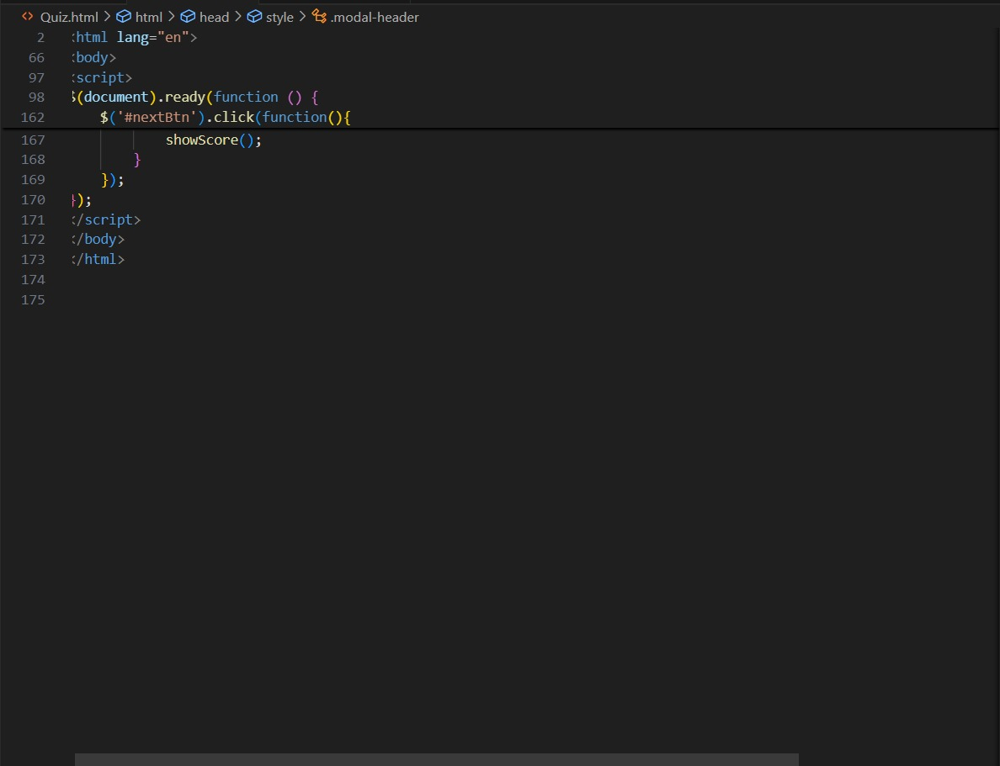 Quiz.html > html > head > style > .modal-header
2 <html lang="en">
66 <body>
97 <script>
98 $(document).ready(function () {
162 $('#nextBtn').click(function(){
167 showScore();
168 }
169 });
170 });
171 </script>
172 </body>
173 </html>
174
175